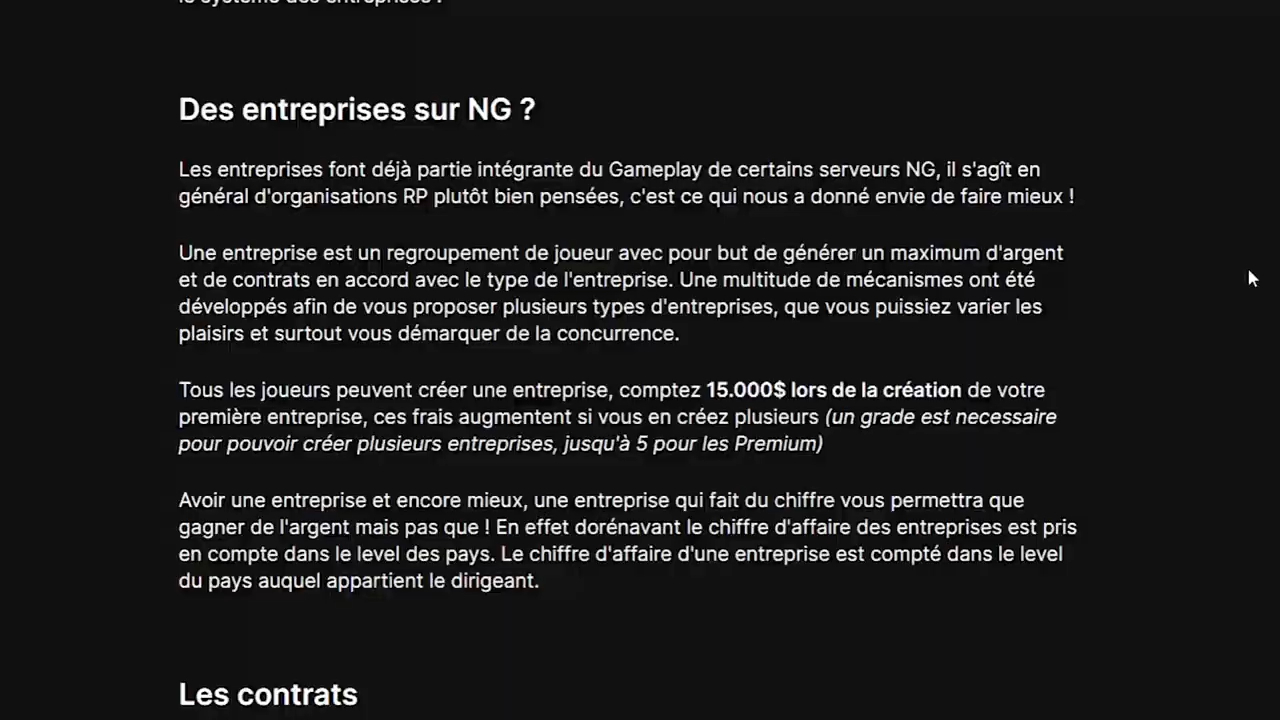 le système des entreprises !
Des entreprises sur NG ?
Les entreprises font déjà partie intégrante du Gameplay de certains serveurs NG, il s'agît en
général d'organisations RP plutôt bien pensées, c'est ce qui nous a donné envie de faire mieux !
Une entreprise est un regroupement de joueur avec pour but de générer un maximum d'argent
et de contrats en accord avec le type de l'entreprise. Une multitude de mécanismes ont été
développés afin de vous proposer plusieurs types d'entreprises, que vous puissiez varier les
plaisirs et surtout vous démarquer de la concurrence.
Tous les joueurs peuvent créer une entreprise, comptez 15.000$ lors de la création de votre
première entreprise, ces frais augmentent si vous en créez plusieurs (un grade est necessaire
pour pouvoir créer plusieurs entreprises, jusqu'à 5 pour les Premium)
Avoir une entreprise et encore mieux, une entreprise qui fait du chiffre vous permettra que
gagner de l'argent mais pas que ! En effet dorénavant le chiffre d'affaire des entreprises est pris
en compte dans le level des pays. Le chiffre d'affaire d'une entreprise est compté dans le level
du pays auquel appartient le dirigeant.
Les contrats